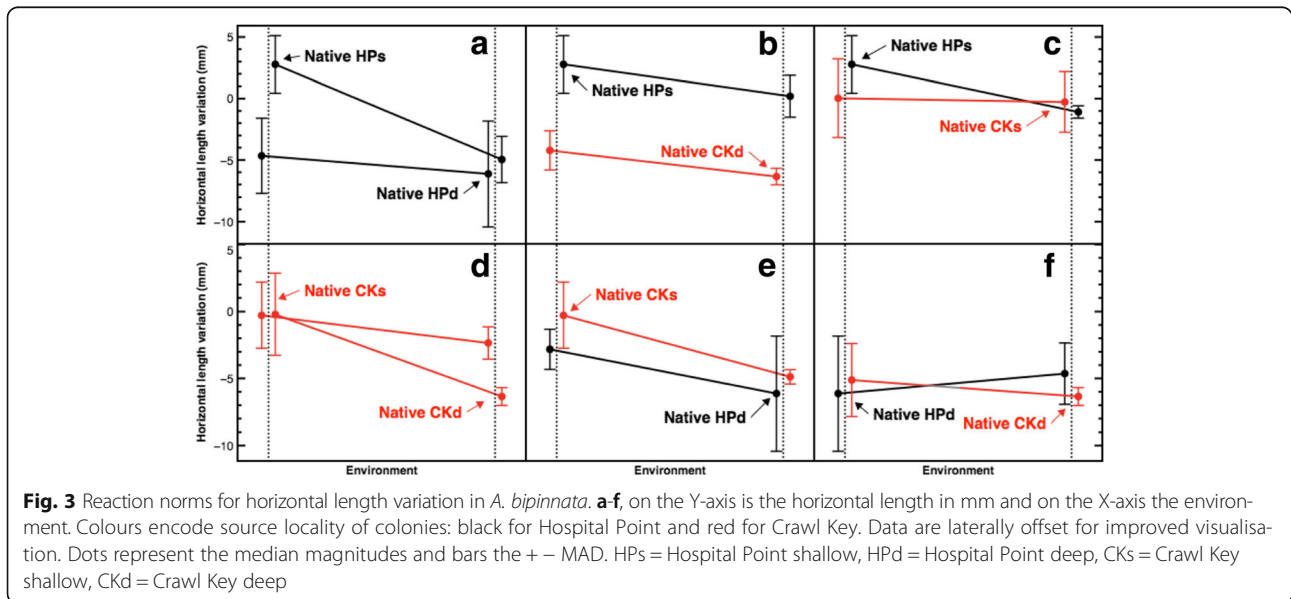 a
b
c
Native HPs
Native HPs
Native HPs
Native HPd
Native CKd
Native CKs
Horizontal length variation (mm)
5
0
−5
−10
d
e
f
Native CKs
Native CKs
Native CKd
Native HPd
Native HPd
Native CKd
Horizontal length variation (mm)
5
0
−5
−10
Environment
Environment
Environment
Fig. 3 Reaction norms for horizontal length variation in A. bipinnata. a-f, on the Y-axis is the horizontal length in mm and on the X-axis the environ-
ment. Colours encode source locality of colonies: black for Hospital Point and red for Crawl Key. Data are laterally offset for improved visualisa-
tion. Dots represent the median magnitudes and bars the + − MAD. HPs = Hospital Point shallow, HPd = Hospital Point deep, CKs = Crawl Key
shallow, CKd = Crawl Key deep